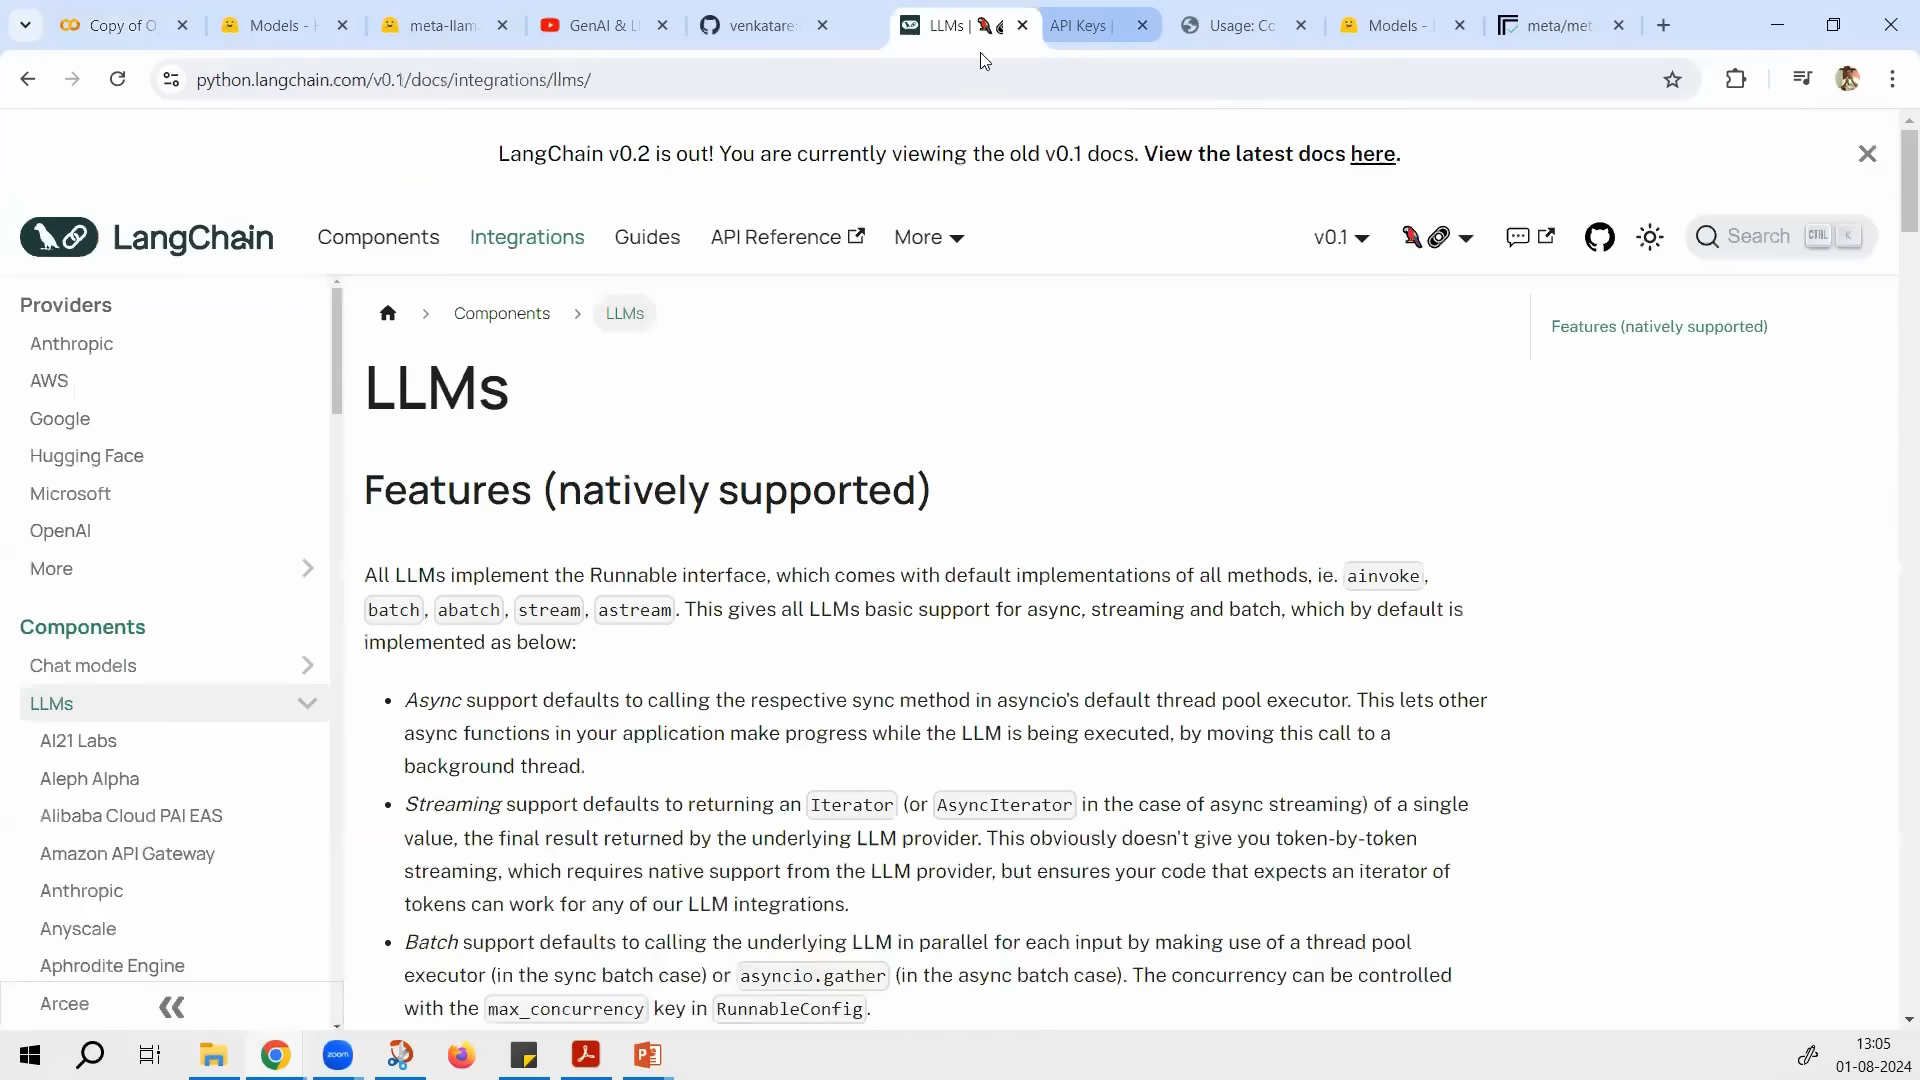 Copy of O
Models - H
meta-llam
GenAI & LL
venkatare
LLMs |
API Keys |
Usage: Co
Models -
meta/met
python.langchain.com/v0.1/docs/integrations/llms/
LangChain v0.2 is out! You are currently viewing the old v0.1 docs. View the latest docs here.
LangChain
Components
Integrations
Guides
API Reference
More
v0.1
Search
CTRL
K
Providers
Anthropic
AWS
Google
Hugging Face
Microsoft
OpenAI
More
Components
Chat models
LLMs
AI21 Labs
Aleph Alpha
Alibaba Cloud PAI EAS
Amazon API Gateway
Anthropic
Anyscale
Aphrodite Engine
Arcee
Components
LLMs
LLMs
Features (natively supported)
All LLMs implement the Runnable interface, which comes with default implementations of all methods, ie. ainvoke,
batch, abatch, stream, astream. This gives all LLMs basic support for async, streaming and batch, which by default is
implemented as below:
• Async support defaults to calling the respective sync method in asyncio's default thread pool executor. This lets other
async functions in your application make progress while the LLM is being executed, by moving this call to a
background thread.
• Streaming support defaults to returning an Iterator (or AsyncIterator in the case of async streaming) of a single
value, the final result returned by the underlying LLM provider. This obviously doesn't give you token-by-token
streaming, which requires native support from the LLM provider, but ensures your code that expects an iterator of
tokens can work for any of our LLM integrations.
• Batch support defaults to calling the underlying LLM in parallel for each input by making use of a thread pool
executor (in the sync batch case) or asyncio.gather (in the async batch case). The concurrency can be controlled
with the max_concurrency key in RunnableConfig.
Features (natively supported)
zoom
13:05
01-08-2024